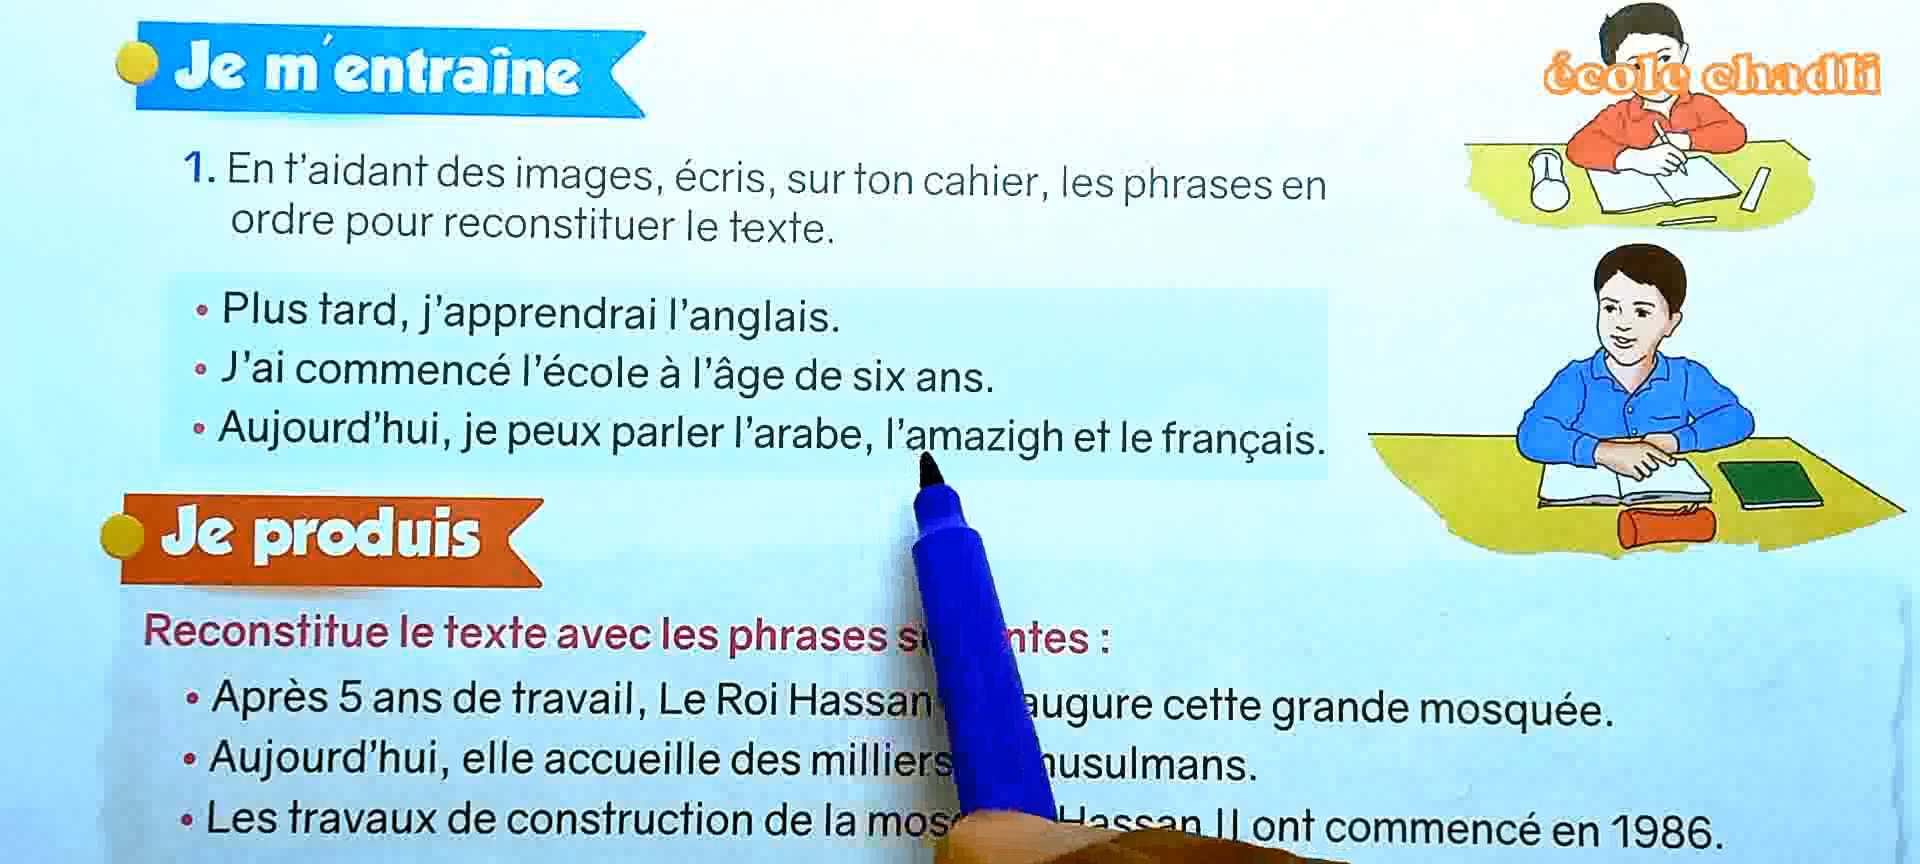 Je m'entraîne
école chadli
1. En t'aidant des images, écris, sur ton cahier, les phrases en
ordre pour reconstituer le texte.
• Plus tard, j'apprendrai l'anglais.
• J'ai commencé l'école à l'âge de six ans.
• Aujourd'hui, je peux parler l'arabe, l'amazigh et le français.
Je produis
Reconstitue le texte avec les phrases :
• Après 5 ans de travail, Le Roi Hassan cette grande mosquée.
• Aujourd'hui, elle accueille des milliers musulmans.
• Les travaux de construction de la Hassan II ont commencé en 1986.